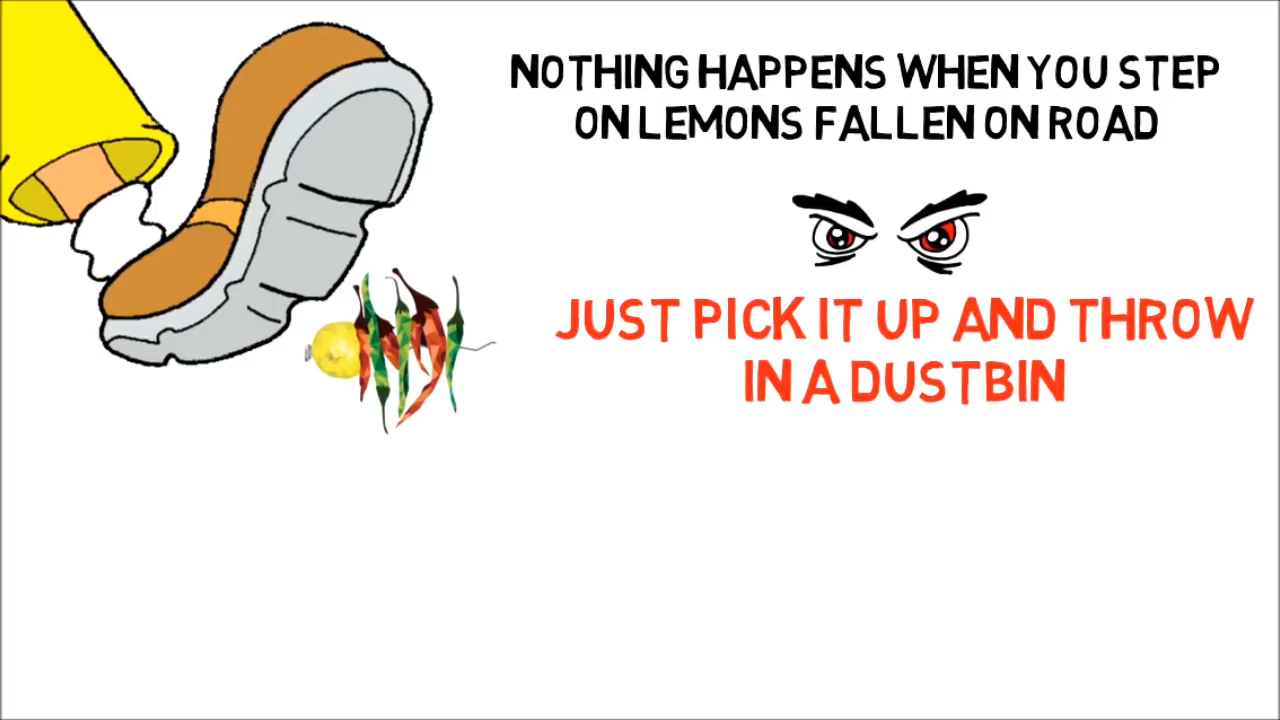 NOTHING HAPPENS WHEN YOU STEP
ON LEMONS FALLEN ON ROAD
JUST PICK IT UP AND THROW
IN A DUSTBIN